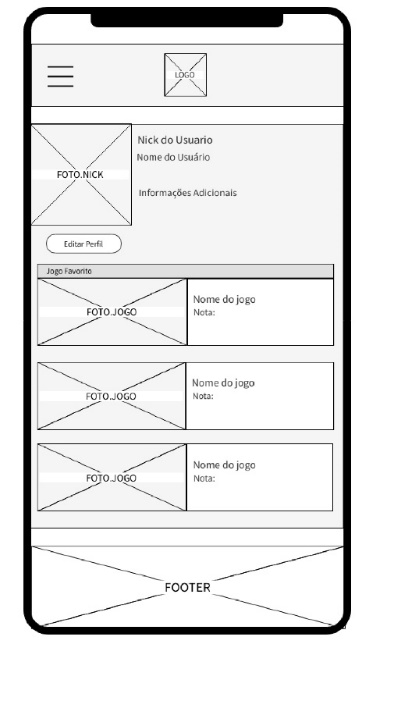 LOGO
Nick do Usuario
Nome do Usuário
FOTO.NICK
Informações Adicionais
Editar Perfil
Jogo Favorito
FOTO.JOGO
Nome do jogo
Nota:
FOTO.JOGO
Nome do jogo
Nota:
FOTO.JOGO
Nome do jogo
Nota:
FOOTER